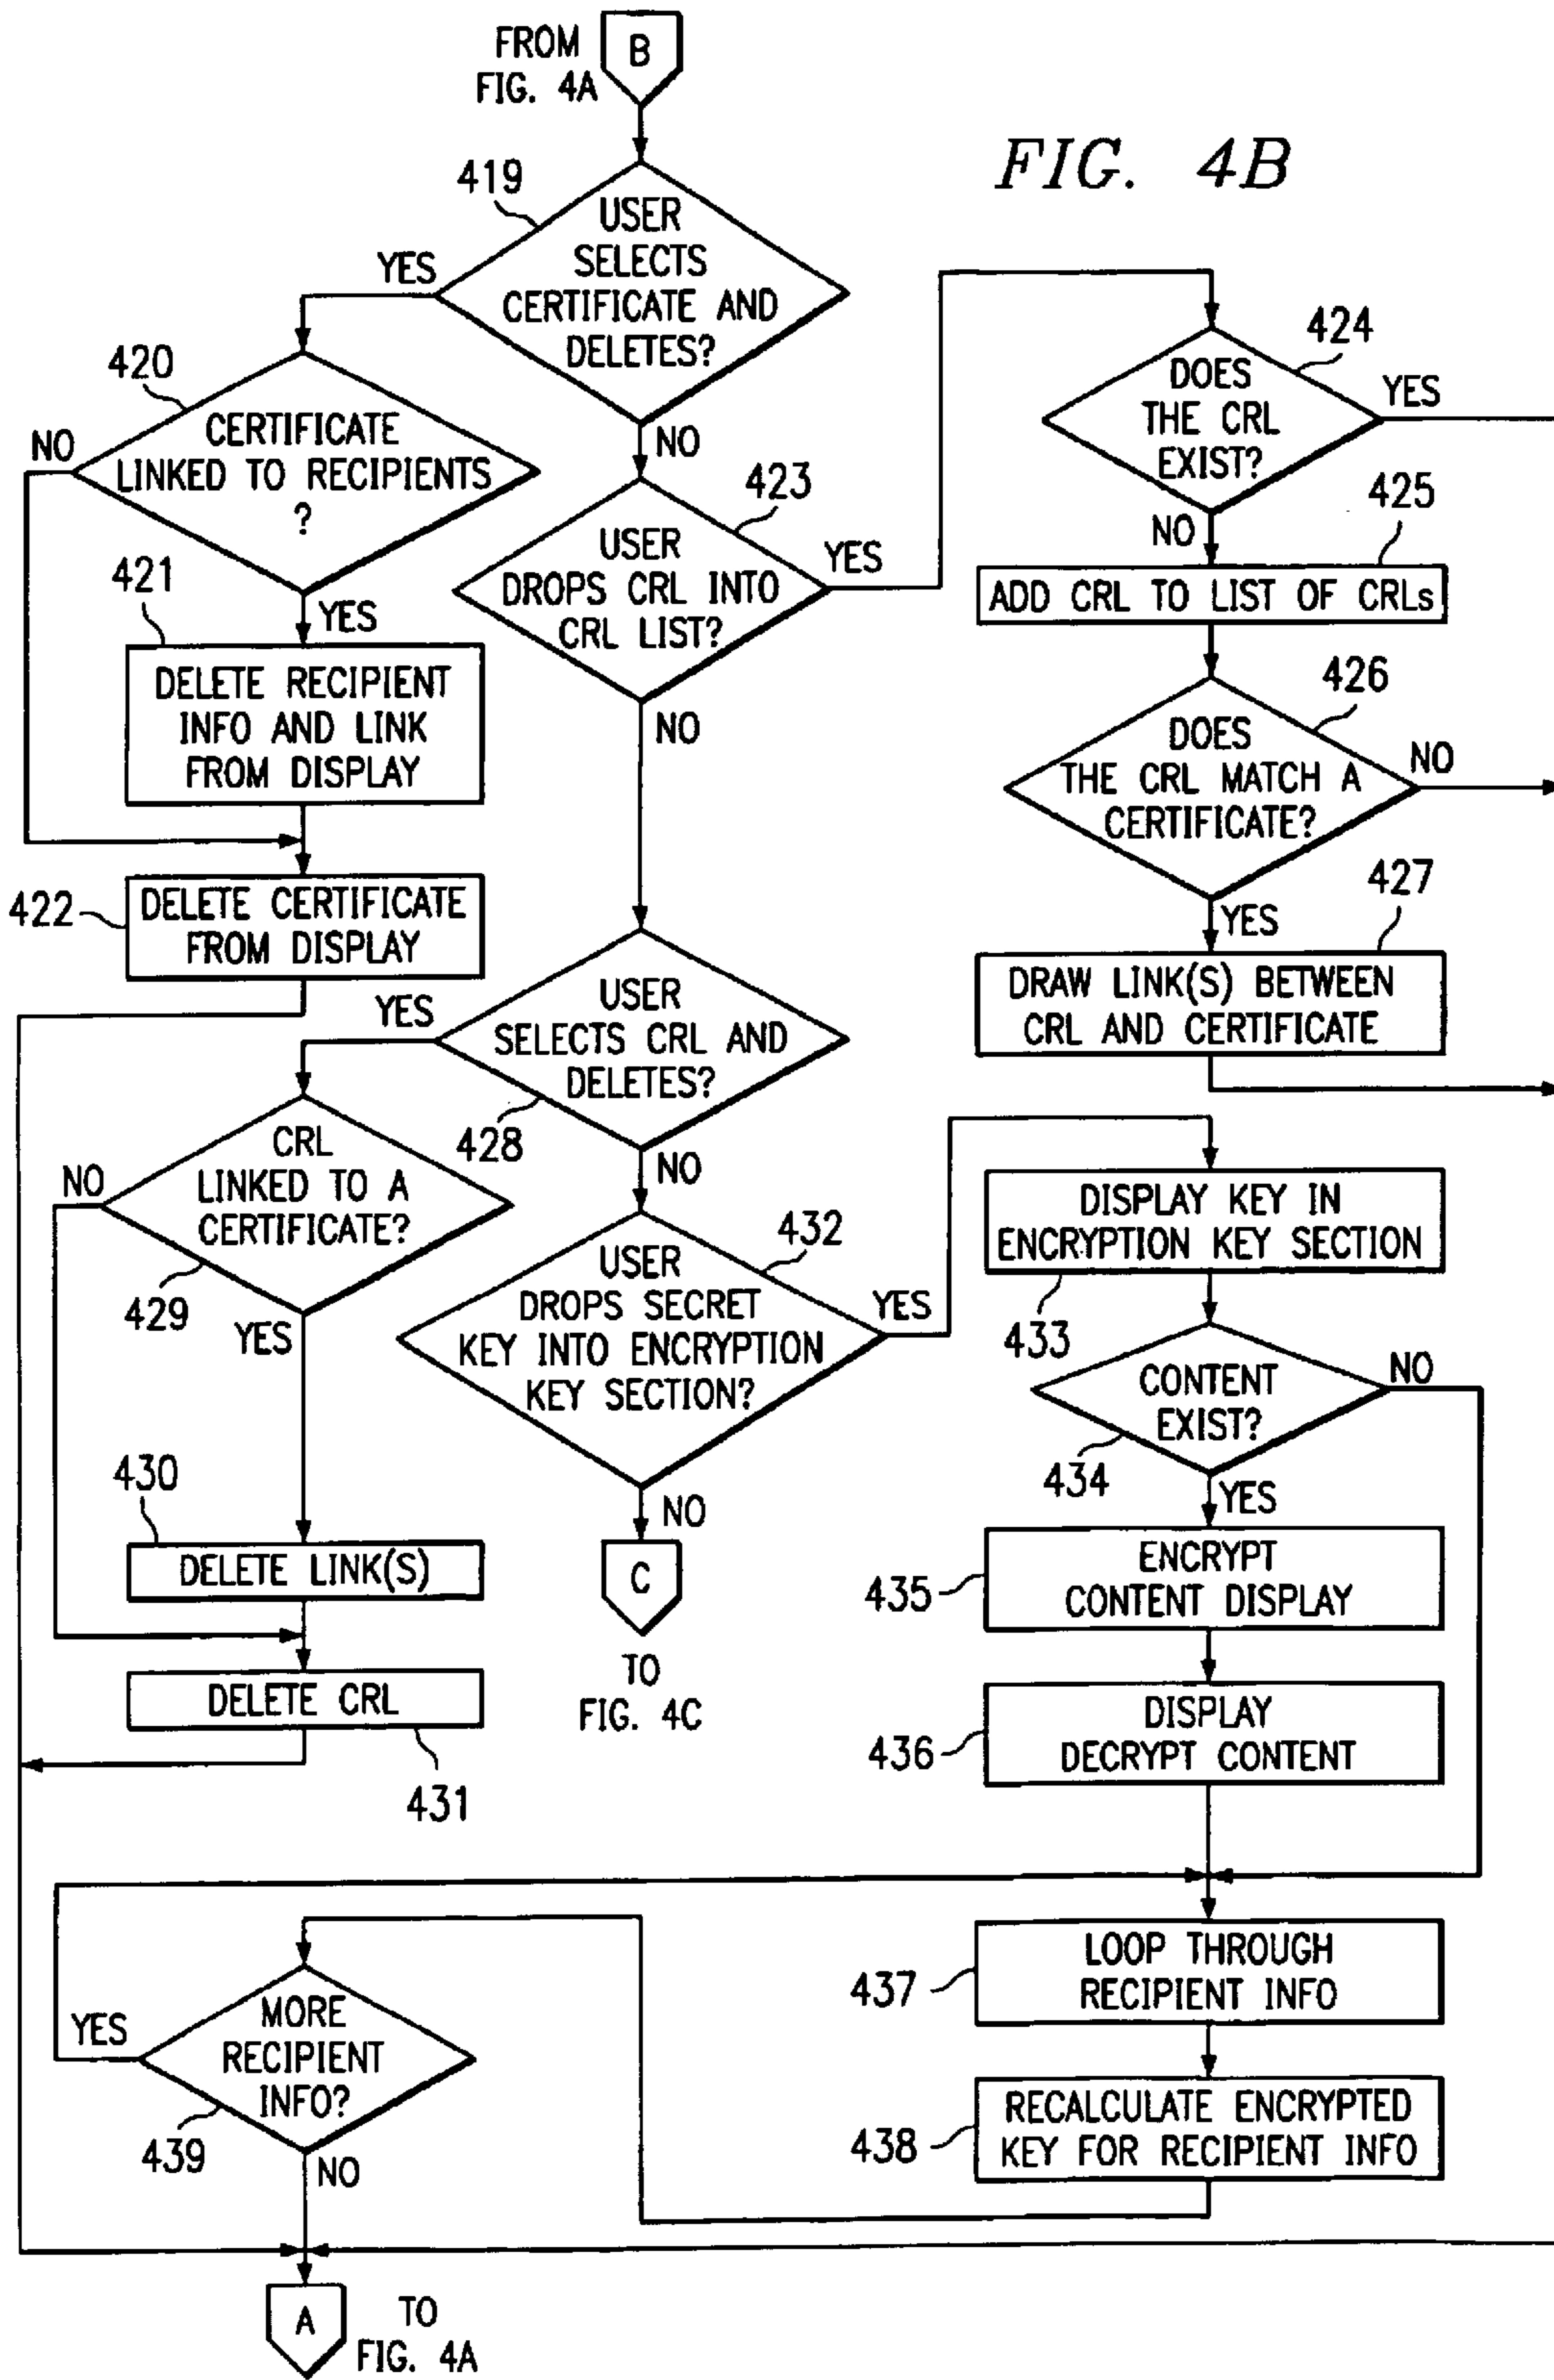 FROM
FIG. 4A
B
FIG. 4B
419
USER
SELECTS
CERTIFICATE AND
DELETES?
YES
NO
420
CERTIFICATE
LINKED TO RECIPIENTS
?
NO
YES
421
DELETE RECIPIENT
INFO AND LINK
FROM DISPLAY
422
DELETE CERTIFICATE
FROM DISPLAY
423
USER
DROPS CRL INTO
CRL LIST?
YES
NO
424
DOES
THE CRL
EXIST?
YES
NO
425
ADD CRL TO LIST OF CRLs
426
DOES
THE CRL MATCH A
CERTIFICATE?
NO
YES
427
DRAW LINK(S) BETWEEN
CRL AND CERTIFICATE
USER
SELECTS CRL AND
DELETES?
YES
428
NO
CRL
LINKED TO A
CERTIFICATE?
NO
429
YES
430
DELETE LINK(S)
DELETE CRL
431
432
USER
DROPS SECRET
KEY INTO ENCRYPTION
KEY SECTION?
YES
NO
C
TO
FIG. 4C
DISPLAY KEY IN
ENCRYPTION KEY SECTION
433
CONTENT
EXIST?
NO
434
YES
435
ENCRYPT
CONTENT DISPLAY
436
DISPLAY
DECRYPT CONTENT
437
LOOP THROUGH
RECIPIENT INFO
438
RECALCULATE ENCRYPTED
KEY FOR RECIPIENT INFO
MORE
RECIPIENT
INFO?
YES
439
NO
A
TO
FIG. 4A